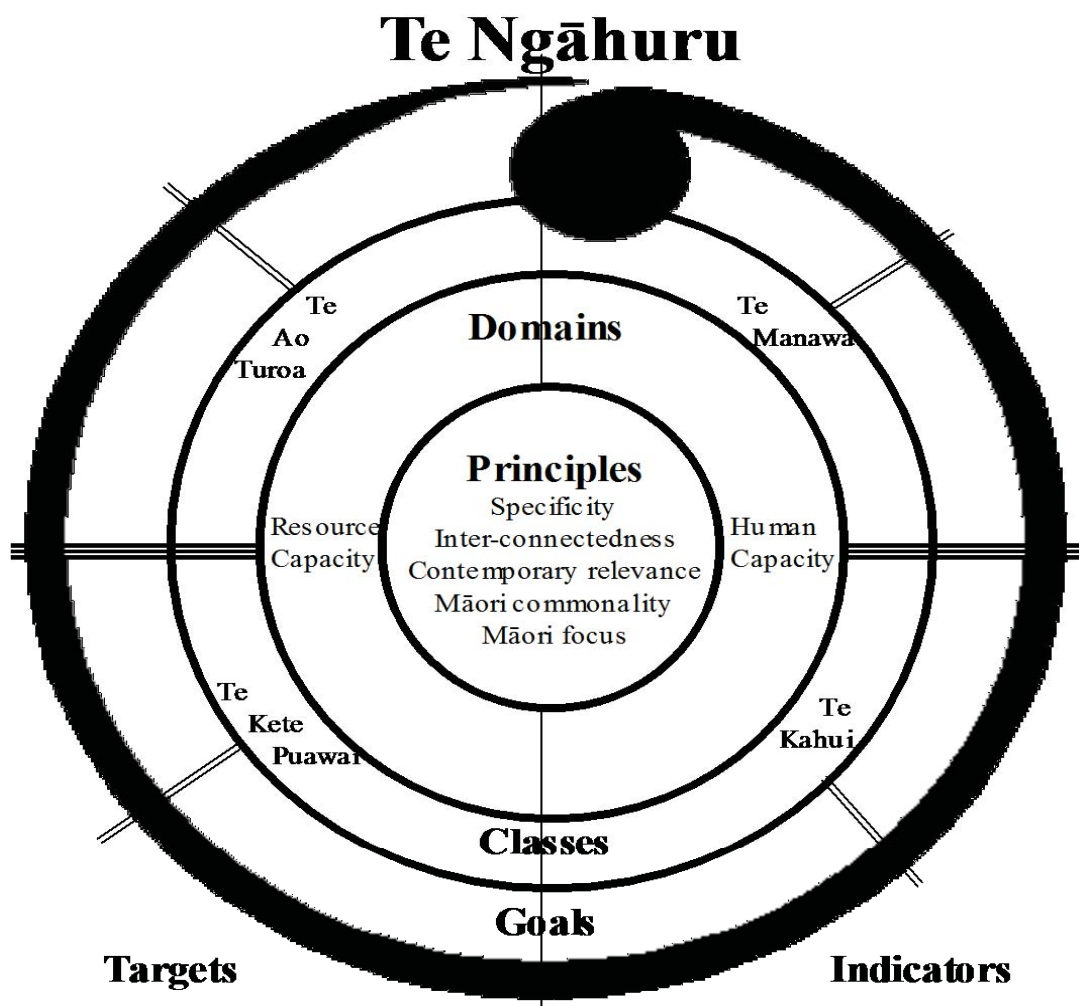 Te Ngāhuru
Te
Ao
Turoa
Te
Manawa
Domains
Principles
Specificity
Inter-connectedness
Contemporary relevance
Māori commonality
Māori focus
Resource
Capacity
Human
Capacity
Te
Kete
Puawai
Te
Kahui
Classes
Goals
Targets
Indicators